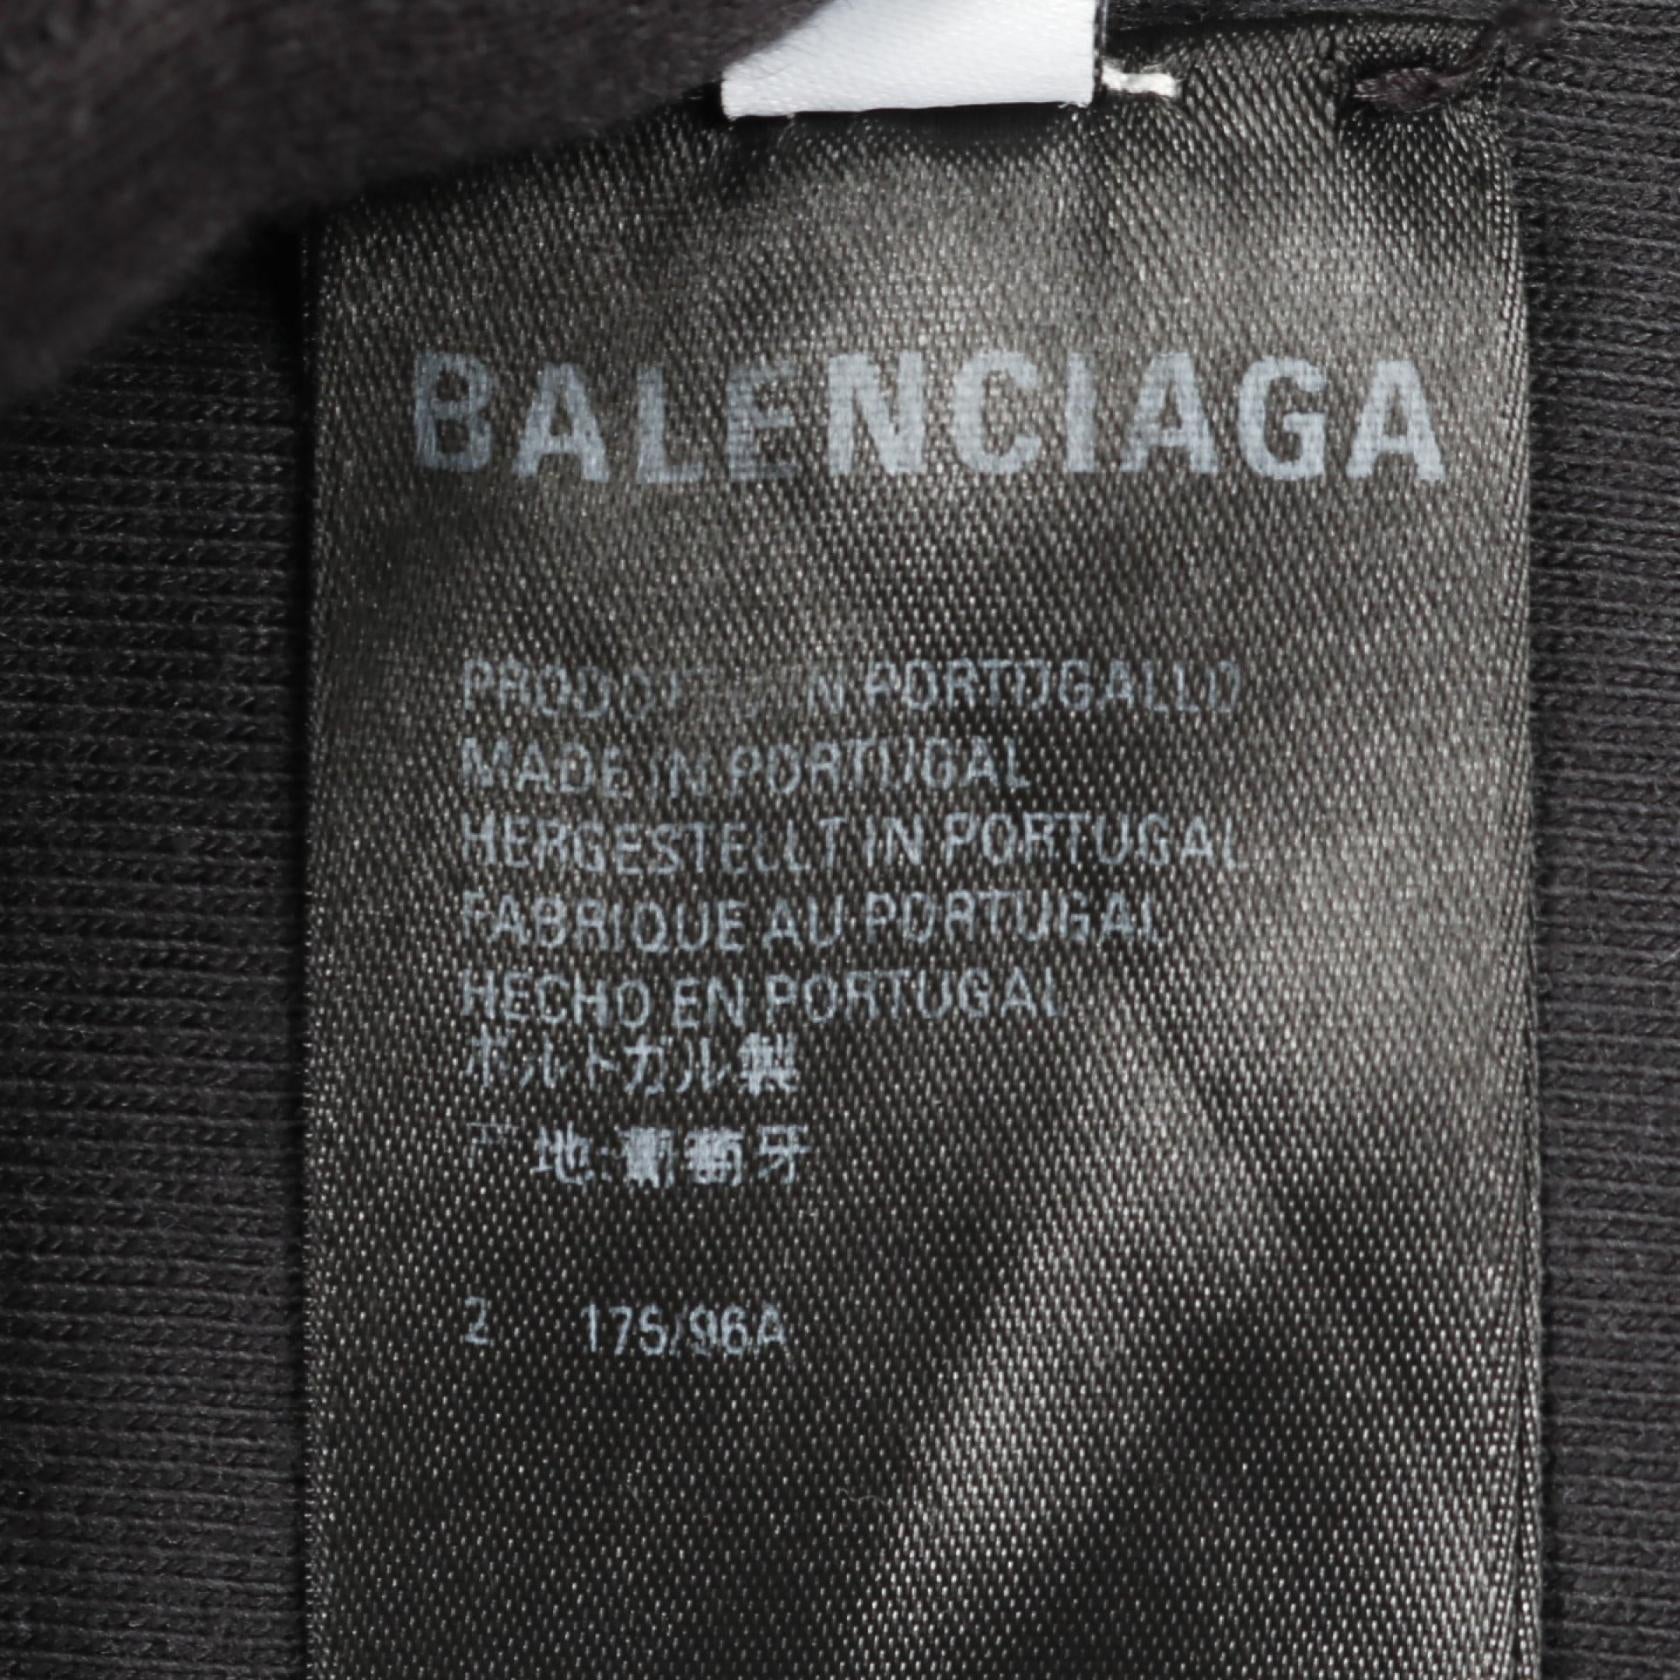 BALENCIAGA
IN PORTOGALLO
MADE IN PORTUGAL
HERGESTELLT IN PORTUGAL
FABRIQUE AU PORTUGAL
HECHO EN PORTUGAL
ポルトガル製
产地:葡萄牙
2 175/96A